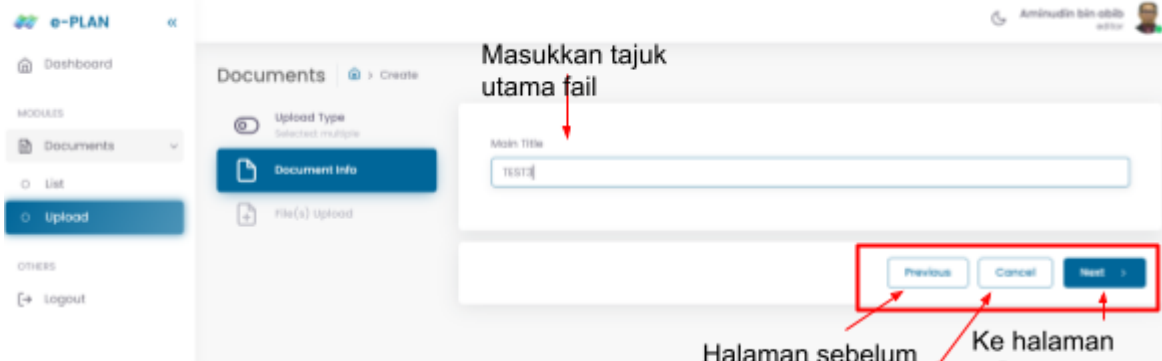 e-PLAN
«
Aminudin bin abib
editor
Dashboard
Documents
> Create
Masukkan tajuk
utama fail
MODULES
Upload Type
Selected multiple
Documents
Main Title
Document Info
TEST3
List
Upload
File(s) Upload
OTHERS
Previous
Cancel
Next >
Logout
Halaman sebelum
Ke halaman